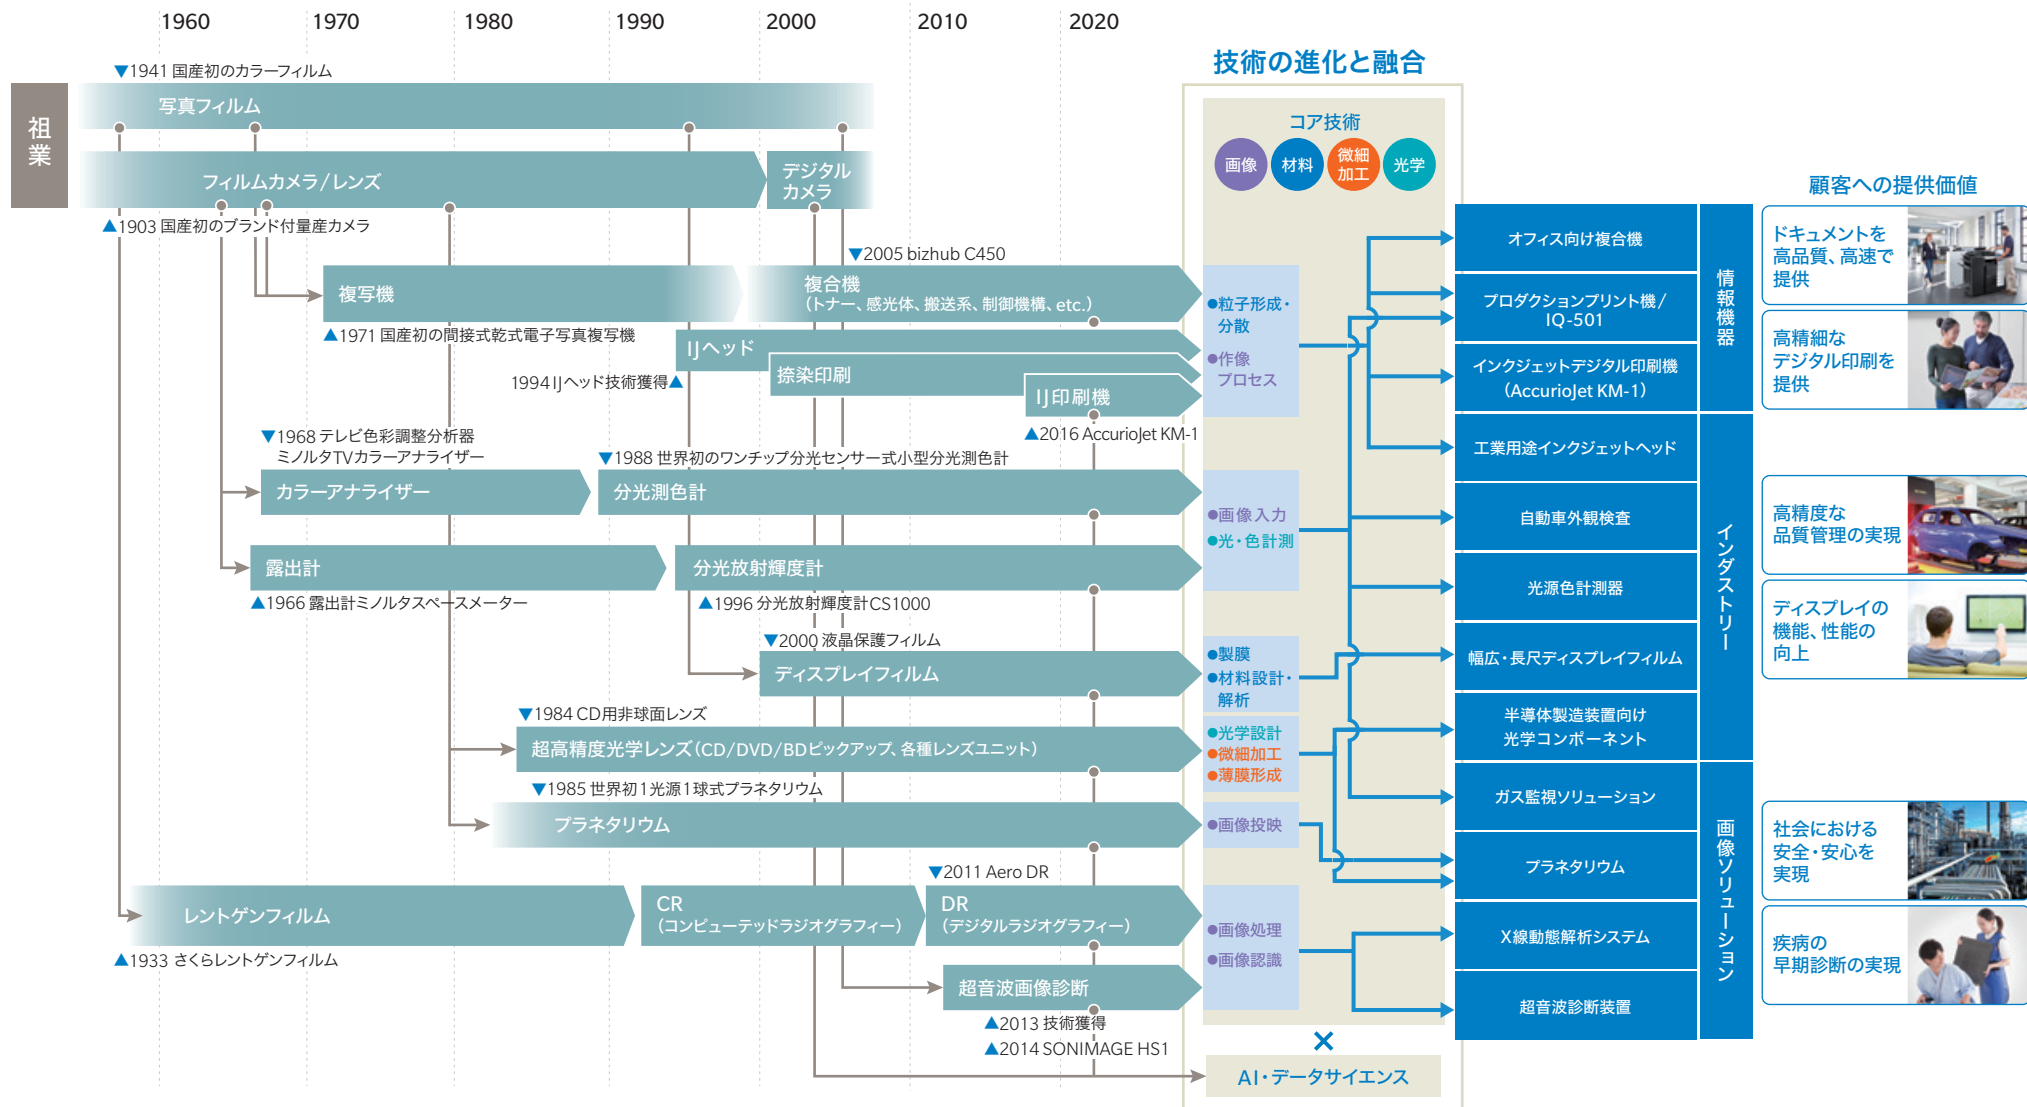 1960
1970
1980
1990
2000
2010
2020
技術の進化と融合
祖業
▼1941 国産初のカラーフィルム
写真フィルム
フィルムカメラ/レンズ
デジタル
カメラ
▲1903 国産初のブランド付量産カメラ
▼2005 bizhub C450
複写機
複合機
（トナー、感光体、搬送系、制御機構、etc.）
▲1971 国産初の間接式乾式電子写真複写機
IJヘッド
1994 IJヘッド技術獲得▲
捺染印刷
IJ印刷機
▲2016 AccurioJet KM-1
▼1968 テレビ色彩調整分析器
ミノルタTVカラーアナライザー
▼1988 世界初のワンチップ分光センサー式小型分光測色計
カラーアナライザー
分光測色計
露出計
分光放射輝度計
▲1966 露出計ミノルタスペースメーター
▲1996 分光放射輝度計CS1000
▼2000 液晶保護フィルム
ディスプレイフィルム
▼1984 CD用非球面レンズ
超高精度光学レンズ（CD/DVD/BDピックアップ、各種レンズユニット）
▼1985 世界初1光源1球式プラネタリウム
プラネタリウム
▼2011 Aero DR
レントゲンフィルム
CR
（コンピューテッドラジオグラフィー）
DR
（デジタルラジオグラフィー）
▲1933 さくらレントゲンフィルム
超音波画像診断
▲2013 技術獲得
▲2014 SONIMAGE HS1
コア技術
画像
材料
微細
加工
光学
●粒子形成・
分散
●作像
プロセス
●画像入力
●光・色計測
●製膜
●材料設計・
解析
●光学設計
●微細加工
●薄膜形成
●画像投映
●画像処理
●画像認識
×
AI・データサイエンス
オフィス向け複合機
プロダクションプリント機/
IQ-501
インクジェットデジタル印刷機
（AccurioJet KM-1）
工業用途インクジェットヘッド
自動車外観検査
光源色計測器
幅広・長尺ディスプレイフィルム
半導体製造装置向け
光学コンポーネント
ガス監視ソリューション
プラネタリウム
X線動態解析システム
超音波診断装置
情報機器
インダストリー
画像ソリューション
顧客への提供価値
ドキュメントを
高品質、高速で
提供
高精細な
デジタル印刷を
提供
高精度な
品質管理の実現
ディスプレイの
機能、性能の
向上
社会における
安全・安心を
実現
疾病の
早期診断の実現